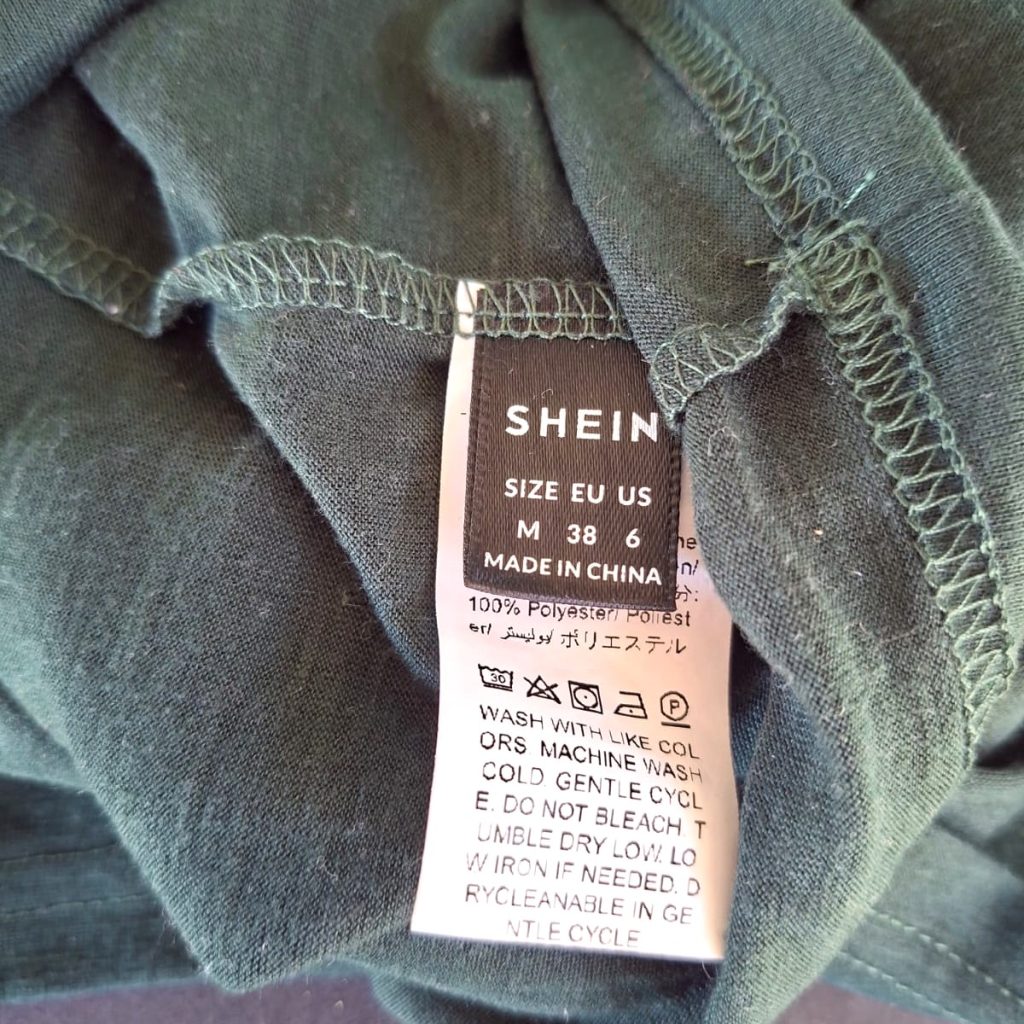 SHEIN
SIZE EU US
M 38 6
MADE IN CHINA
100% Polyester/ Poliest
er/ بوليستر/ ポリエステル
30
P
WASH WITH LIKE COL
ORS MACHINE WASH
COLD. GENTLE CYCL
E. DO NOT BLEACH. T
UMBLE DRY LOW. LO
W IRON IF NEEDED. D
RYCLEANABLE IN GE
NTLE CYCLE